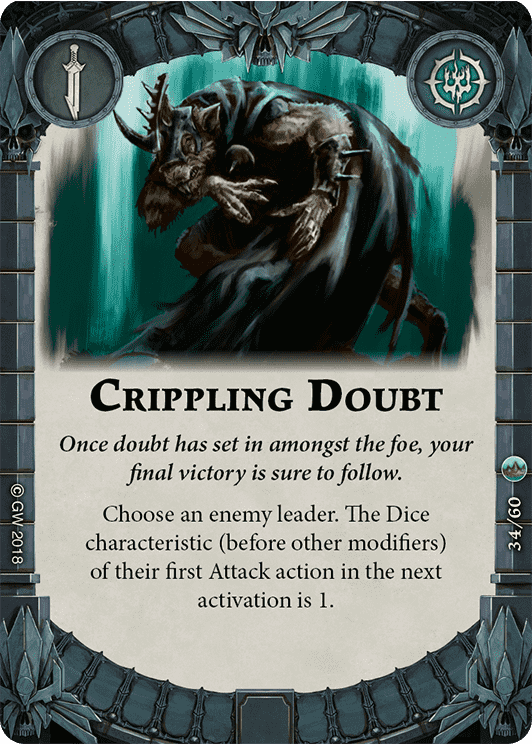 CRIPPLING DOUBT
Once doubt has set in amongst the foe, your
final victory is sure to follow.
Choose an enemy leader. The Dice
characteristic (before other modifiers)
of their first Attack action in the next
activation is 1.
© GW 2018
34/60